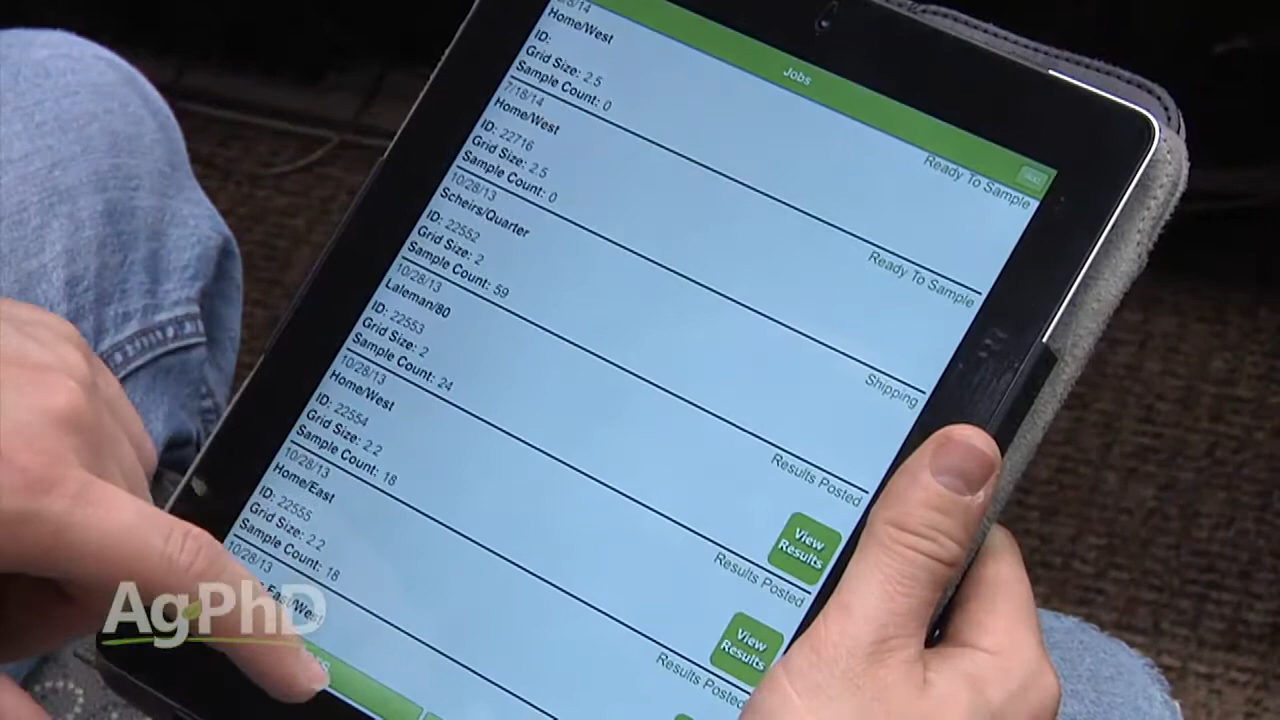 Jobs
8/14
Home/West
Ready To Sample
ID:
Grid Size: 2.5
Sample Count: 0
7/18/14
Home/West
Ready To Sample
ID: 22716
Grid Size: 2.5
Sample Count: 0
10/28/13
Scheirs/Quarter
Shipping
ID: 22552
Grid Size: 2
Sample Count: 59
10/28/13
Laleman/80
Results Posted
ID: 22553
Grid Size: 2
Sample Count: 24
View
Results
10/28/13
Home/West
Results Posted
ID: 22554
Grid Size: 2.2
Sample Count: 18
View
Results
10/28/13
Home/East
Results Posted
ID: 22555
Grid Size: 2.2
Sample Count: 18
10/28/13
East/West
AgPhD